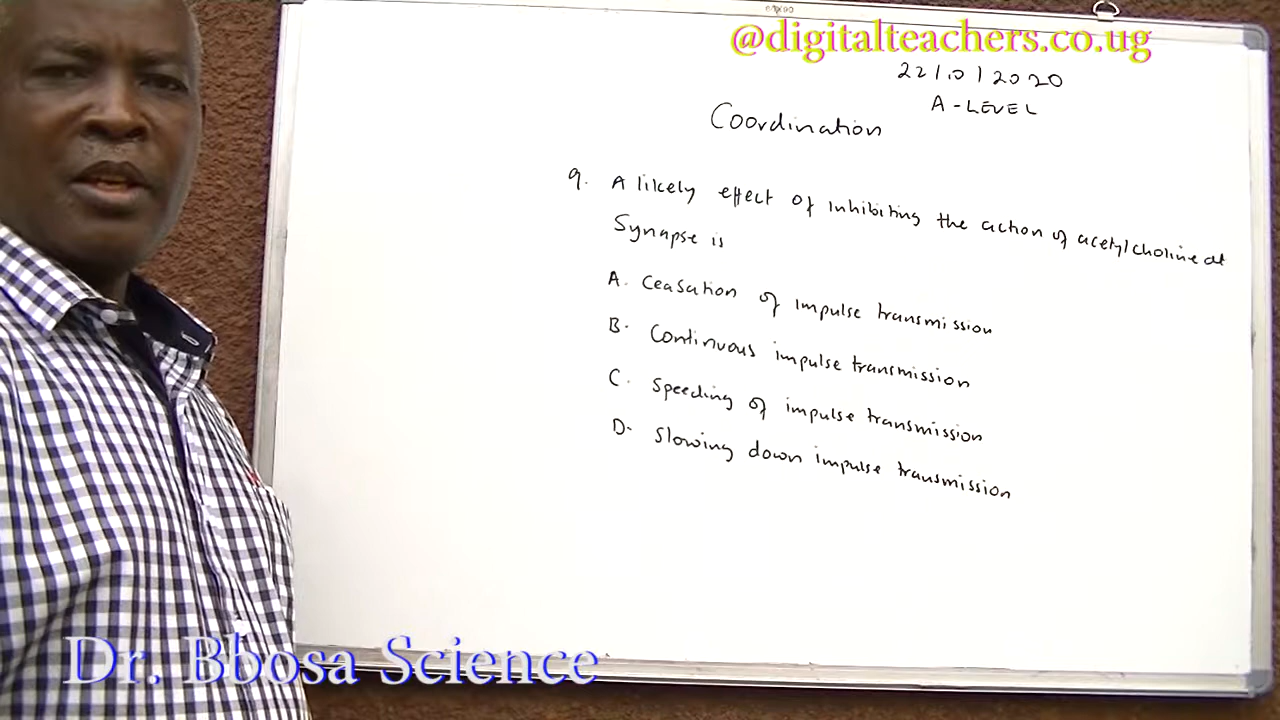 @digitalteachers.co.ug
22/10/2020
A-LEVEL
Coordination
9. A likely effect of inhibiting the action of acetylcholine at
Synapse is
A. Ceasation of impulse transmission
B. Continuous impulse transmission
C. Speeding of impulse transmission
D. Slowing down impulse transmission
Dr. Bbosa Science